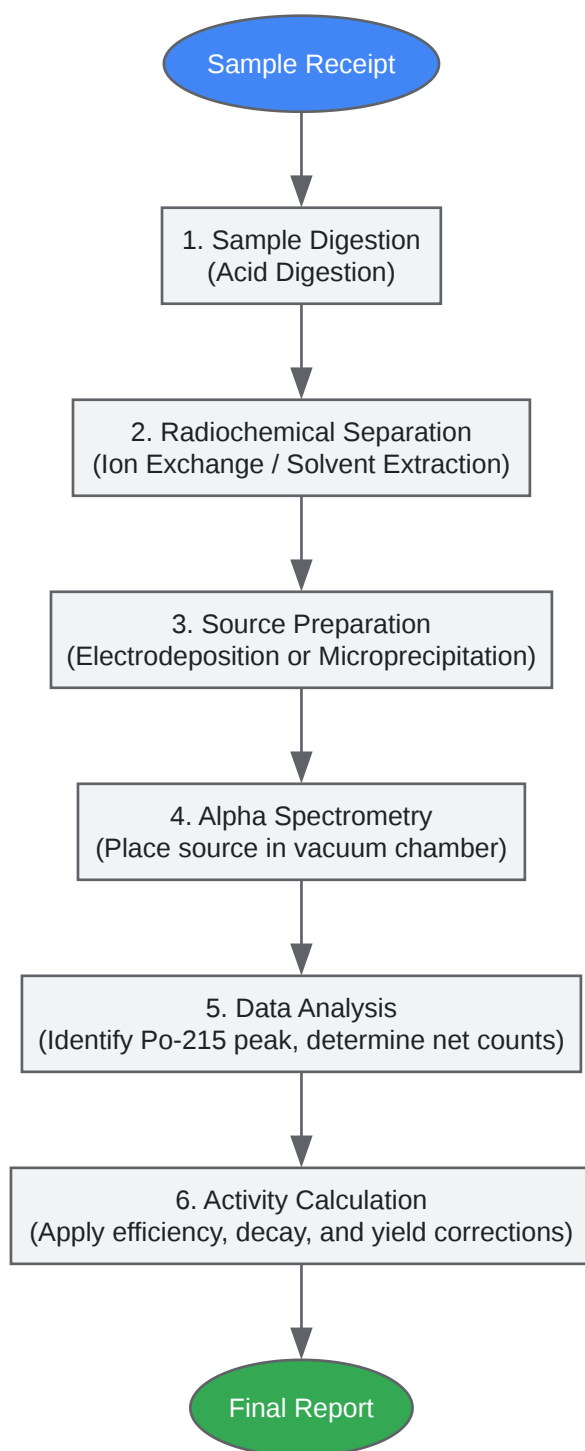 Sample Receipt
1. Sample Digestion
(Acid Digestion)
2. Radiochemical Separation
(Ion Exchange / Solvent Extraction)
3. Source Preparation
(Electrodeposition or Microprecipitation)
4. Alpha Spectrometry
(Place source in vacuum chamber)
5. Data Analysis
(Identify Po-215 peak, determine net counts)
6. Activity Calculation
(Apply efficiency, decay, and yield corrections)
Final Report